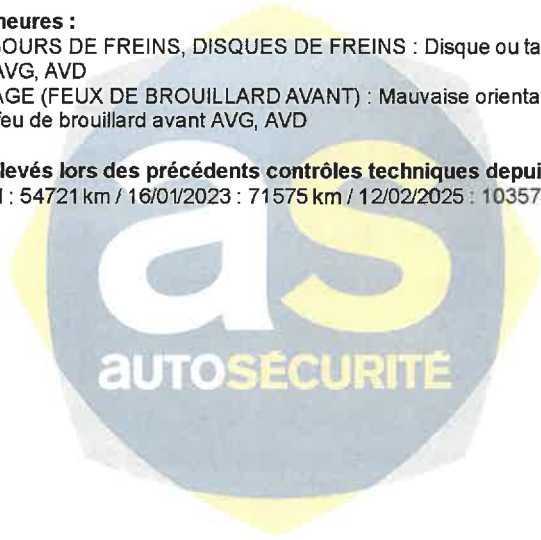 neures :
OURS DE FREINS, DISQUES DE FREINS : Disque ou ta
AVG, AVD
AGE (FEUX DE BROUILLARD AVANT) : Mauvaise orienta
feu de brouillard avant AVG, AVD
levés lors des précédents contrôles techniques depui
: 54721 km / 16/01/2023 : 71575 km / 12/02/2025 : 10357
as
AUTOSÉCURITÉ